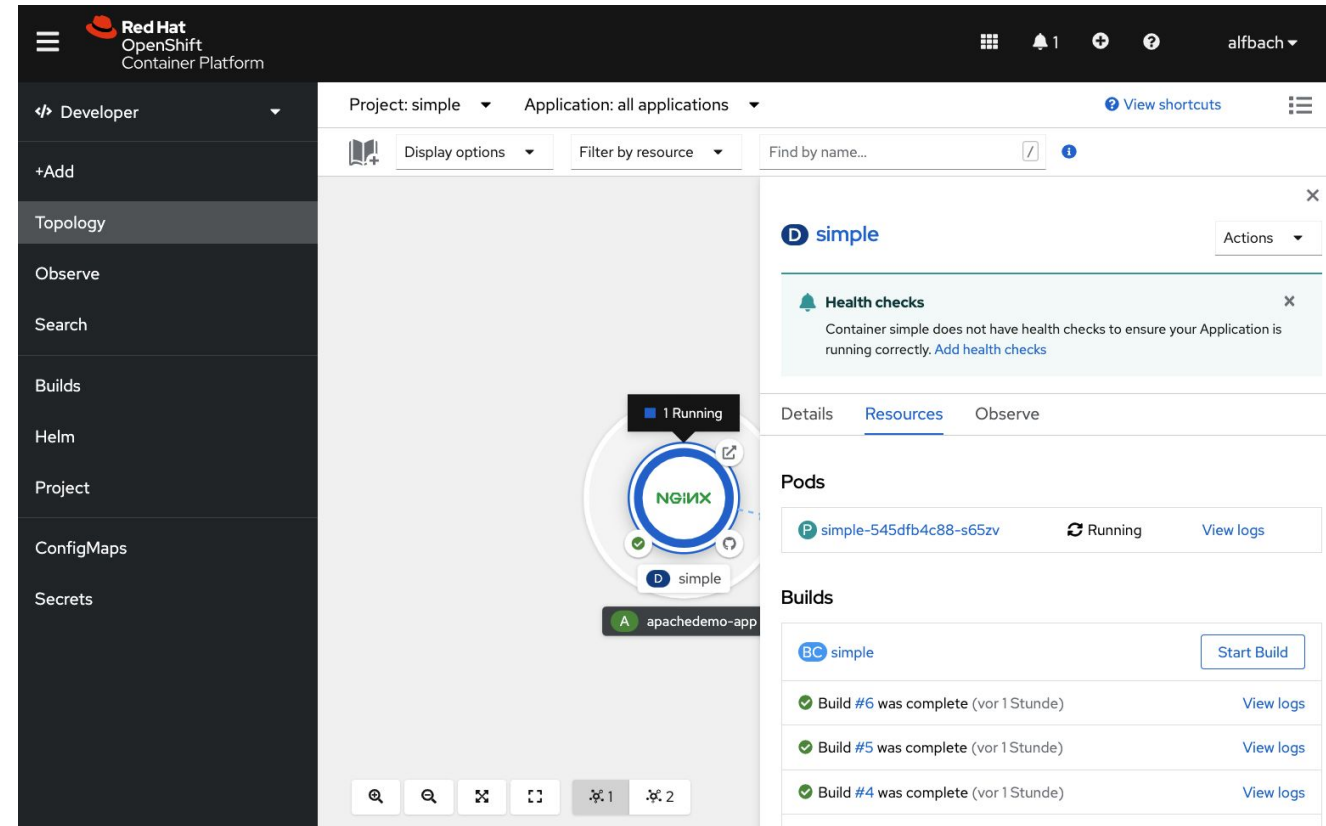 Red Hat
OpenShift
Container Platform
1
alfbach
Developer
+Add
Topology
Observe
Search
Builds
Helm
Project
ConfigMaps
Secrets
Project: simple
Application: all applications
View shortcuts
Display options
Filter by resource
Find by name...
/
D simple
Actions
Health checks
Container simple does not have health checks to ensure your Application is
running correctly. Add health checks
Details Resources Observe
1 Running
NGINX
D simple
A apachedemo-app
Pods
P simple-545dfb4c88-s65zv Running View logs
Builds
BC simple Start Build
Build #6 was complete (vor 1 Stunde) View logs
Build #5 was complete (vor 1 Stunde) View logs
Build #4 was complete (vor 1 Stunde) View logs
1
2